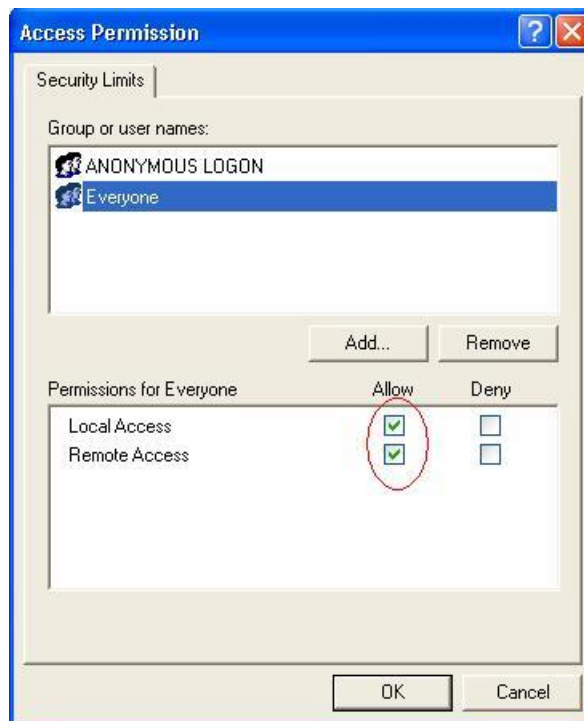 Access Permission
Security Limits
Group or user names:
ANONYMOUS LOGON
Everyone
Add... Remove
Permissions for Everyone Allow Deny
Local Access
Remote Access
OK Cancel